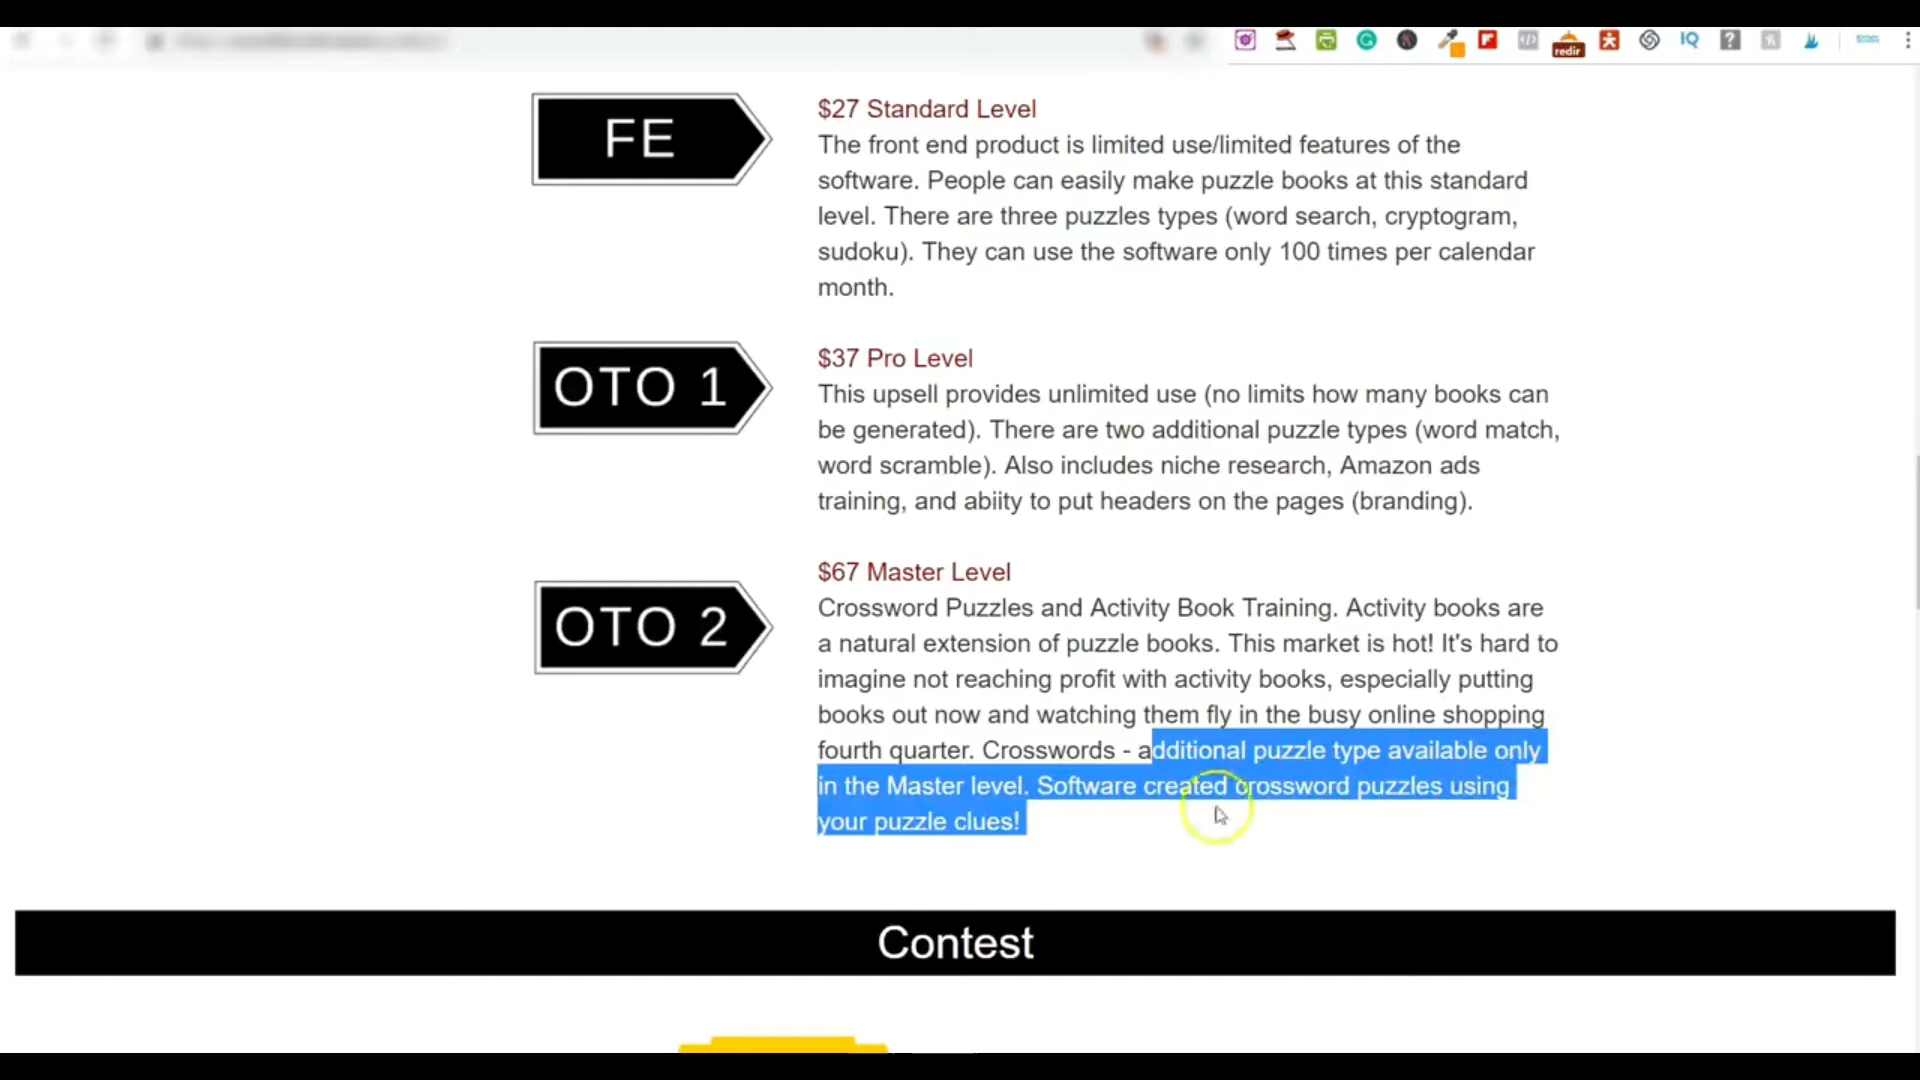 redir
FE
$27 Standard Level
The front end product is limited use/limited features of the
software. People can easily make puzzle books at this standard
level. There are three puzzles types (word search, cryptogram,
sudoku). They can use the software only 100 times per calendar
month.
OTO 1
$37 Pro Level
This upsell provides unlimited use (no limits how many books can
be generated). There are two additional puzzle types (word match,
word scramble). Also includes niche research, Amazon ads
training, and abiity to put headers on the pages (branding).
OTO 2
$67 Master Level
Crossword Puzzles and Activity Book Training. Activity books are
a natural extension of puzzle books. This market is hot! It's hard to
imagine not reaching profit with activity books, especially putting
books out now and watching them fly in the busy online shopping
fourth quarter. Crosswords - additional puzzle type available only
in the Master level. Software created crossword puzzles using
your puzzle clues!
Contest